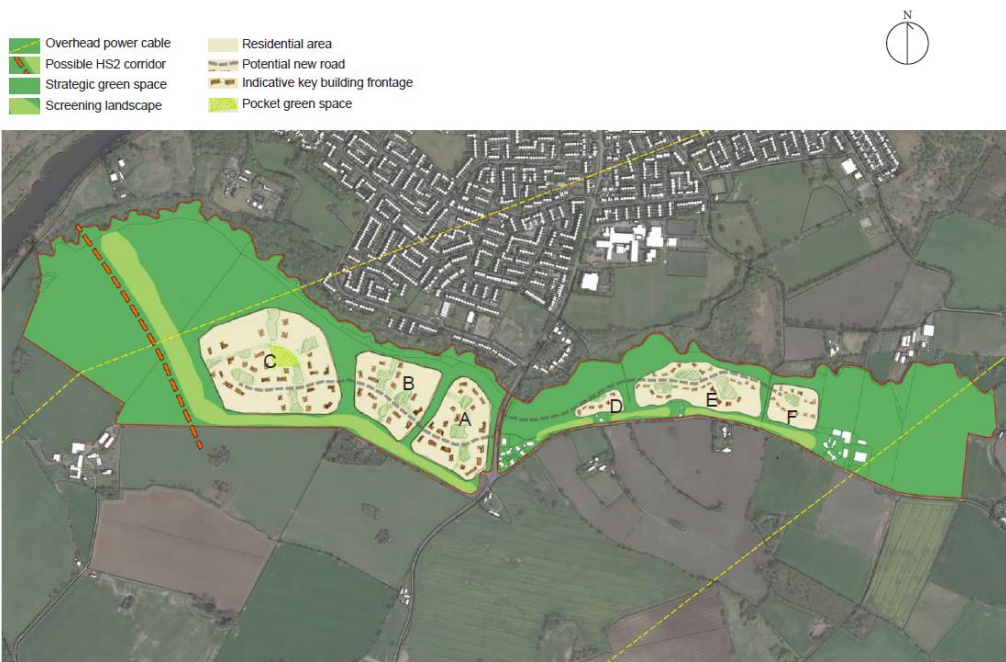 N
Overhead power cable
Possible HS2 corridor
Strategic green space
Screening landscape
Residential area
Potential new road
Indicative key building frontage
Pocket green space
C
B
A
D
E
F